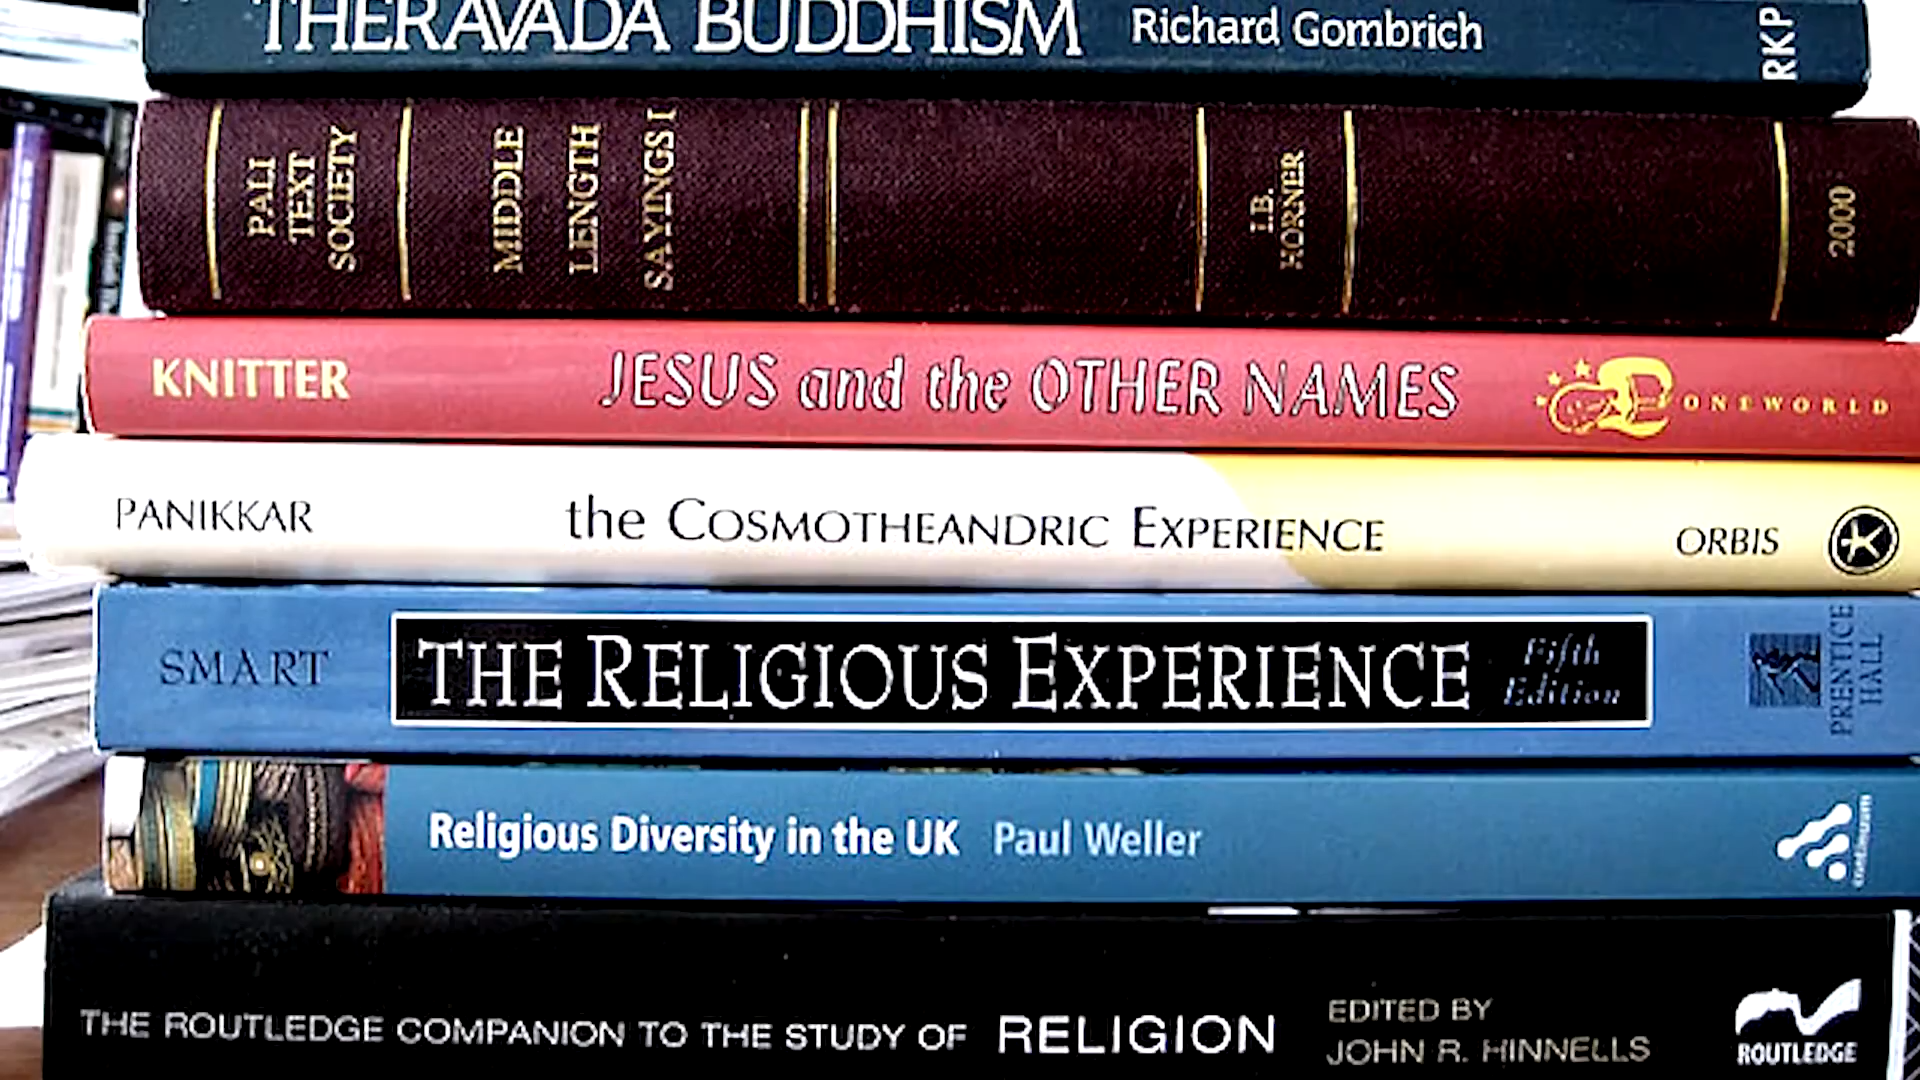 THERAVADA BUDDHISM Richard Gombrich RKP
PALI
TEXT
SOCIETY
MIDDLE
LENGTH
SAYINGS I
I.B.
HORNER
2000
KNITTER JESUS and the OTHER NAMES ONEWORLD
PANIKKAR the COSMOTHEANDRIC EXPERIENCE ORBIS
SMART THE RELIGIOUS EXPERIENCE Fifth
Edition
PRENTICE
HALL
Religious Diversity in the UK Paul Weller
continuum
THE ROUTLEDGE COMPANION TO THE STUDY OF RELIGION
EDITED BY
JOHN R. HINNELLS
ROUTLEDGE